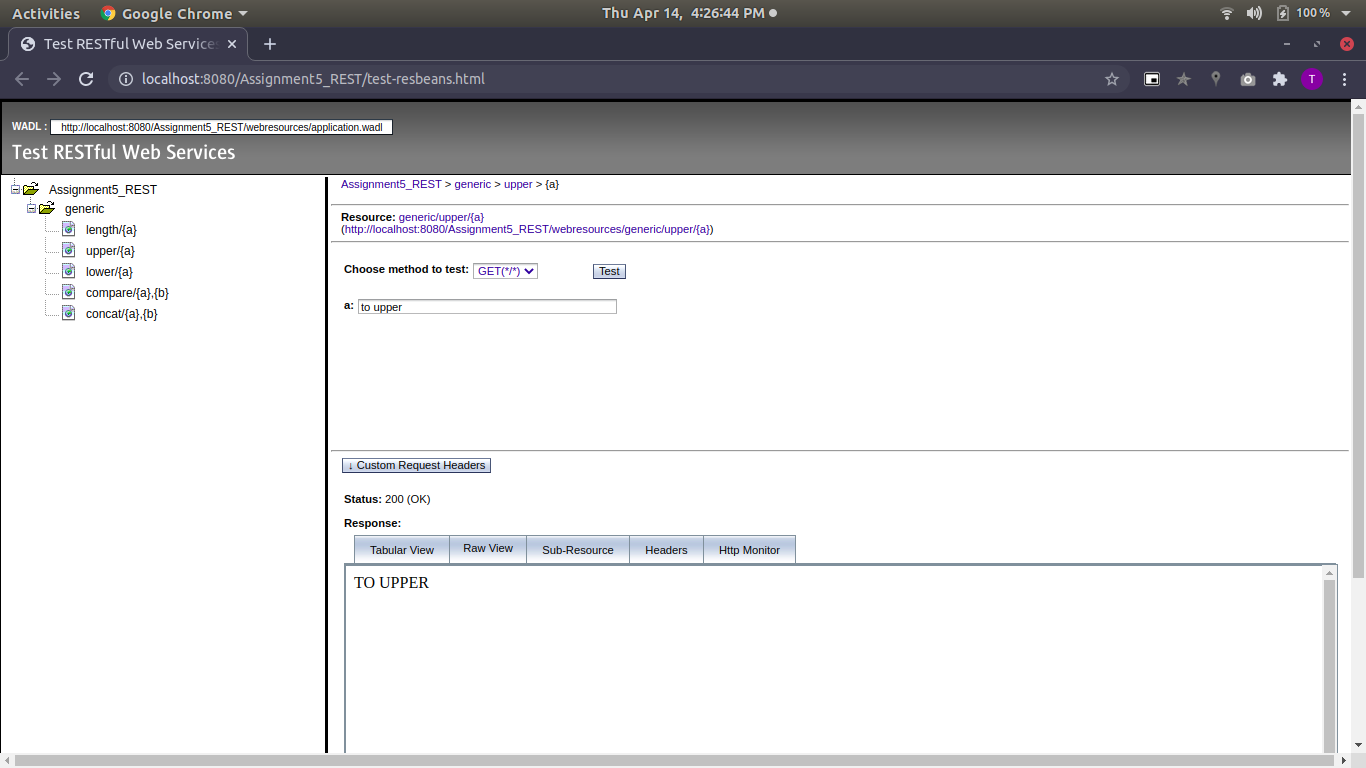 Activities Google Chrome Thu Apr 14, 4:26:44 PM 100 %
Test RESTful Web Services
localhost:8080/Assignment5_REST/test-resbeans.html T
WADL : http://localhost:8080/Assignment5_REST/webresources/application.wadl
Test RESTful Web Services
Assignment5_REST
generic
length/{a}
upper/{a}
lower/{a}
compare/{a},{b}
concat/{a},{b}
Assignment5_REST > generic > upper > {a}
Resource: generic/upper/{a}
(http://localhost:8080/Assignment5_REST/webresources/generic/upper/{a})
Choose method to test: GET(*/*) Test
a: to upper
↓ Custom Request Headers
Status: 200 (OK)
Response:
Tabular View Raw View Sub-Resource Headers Http Monitor
TO UPPER